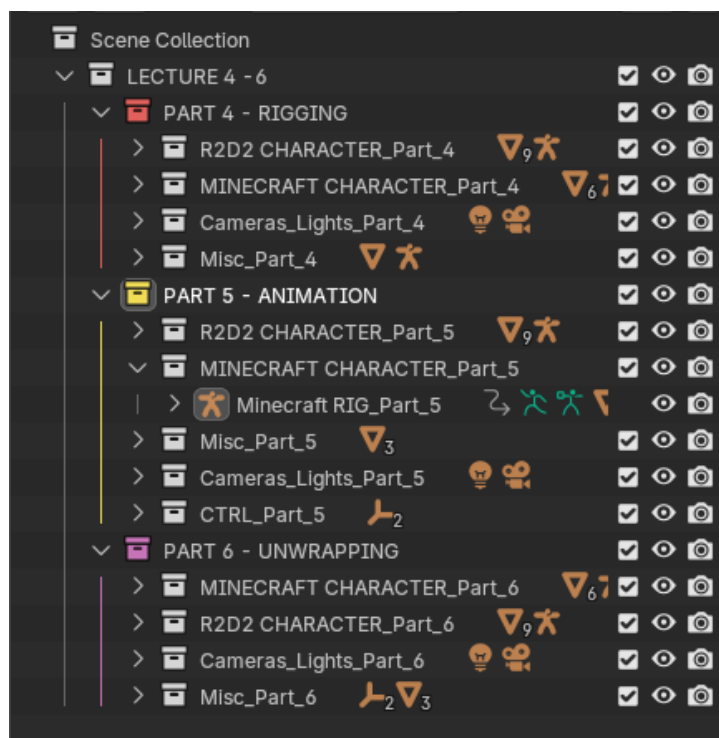 Scene Collection
LECTURE 4 -6
PART 4 - RIGGING
R2D2 CHARACTER_Part_4 9
MINECRAFT CHARACTER_Part_4 6
Cameras_Lights_Part_4
Misc_Part_4
PART 5 - ANIMATION
R2D2 CHARACTER_Part_5 9
MINECRAFT CHARACTER_Part_5
Minecraft RIG_Part_5
Misc_Part_5 3
Cameras_Lights_Part_5
CTRL_Part_5 2
PART 6 - UNWRAPPING
MINECRAFT CHARACTER_Part_6 6
R2D2 CHARACTER_Part_6 9
Cameras_Lights_Part_6
Misc_Part_6 2 3